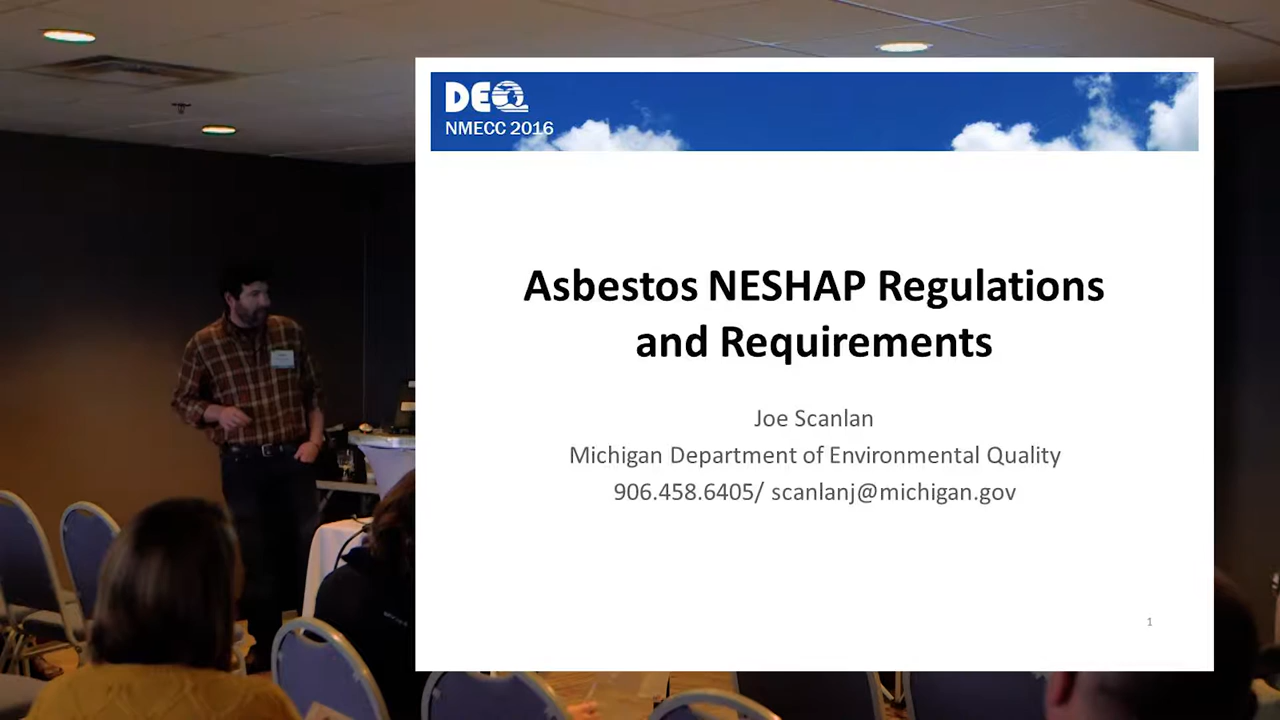 DEQ
NMECC 2016
Asbestos NESHAP Regulations
and Requirements
Joe Scanlan
Michigan Department of Environmental Quality
906.458.6405/ scanlanj@michigan.gov
1